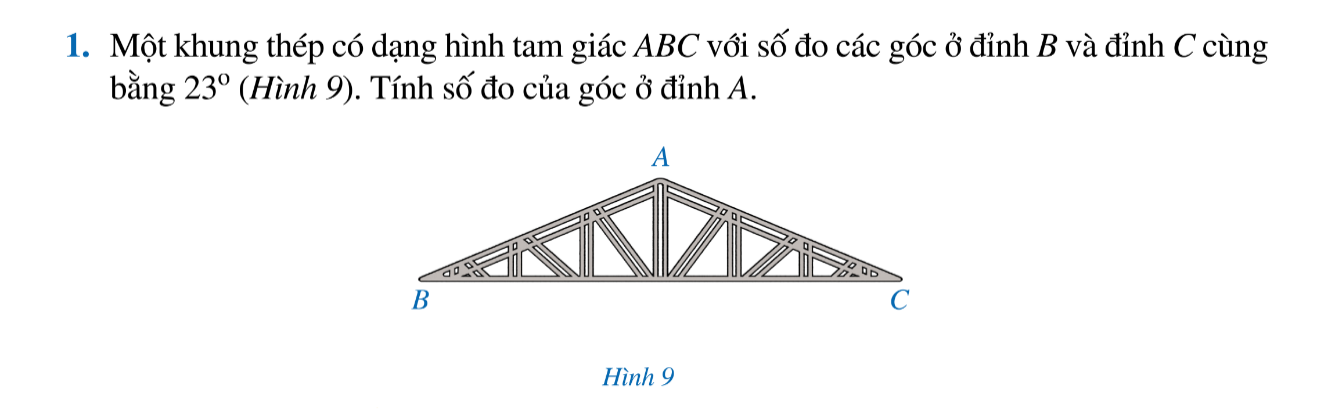 1. Một khung thép có dạng hình tam giác ABC với số đo các góc ở đỉnh B và đỉnh C cùng
bằng 23° (Hình 9). Tính số đo của góc ở đỉnh A.
A
B
C
Hình 9